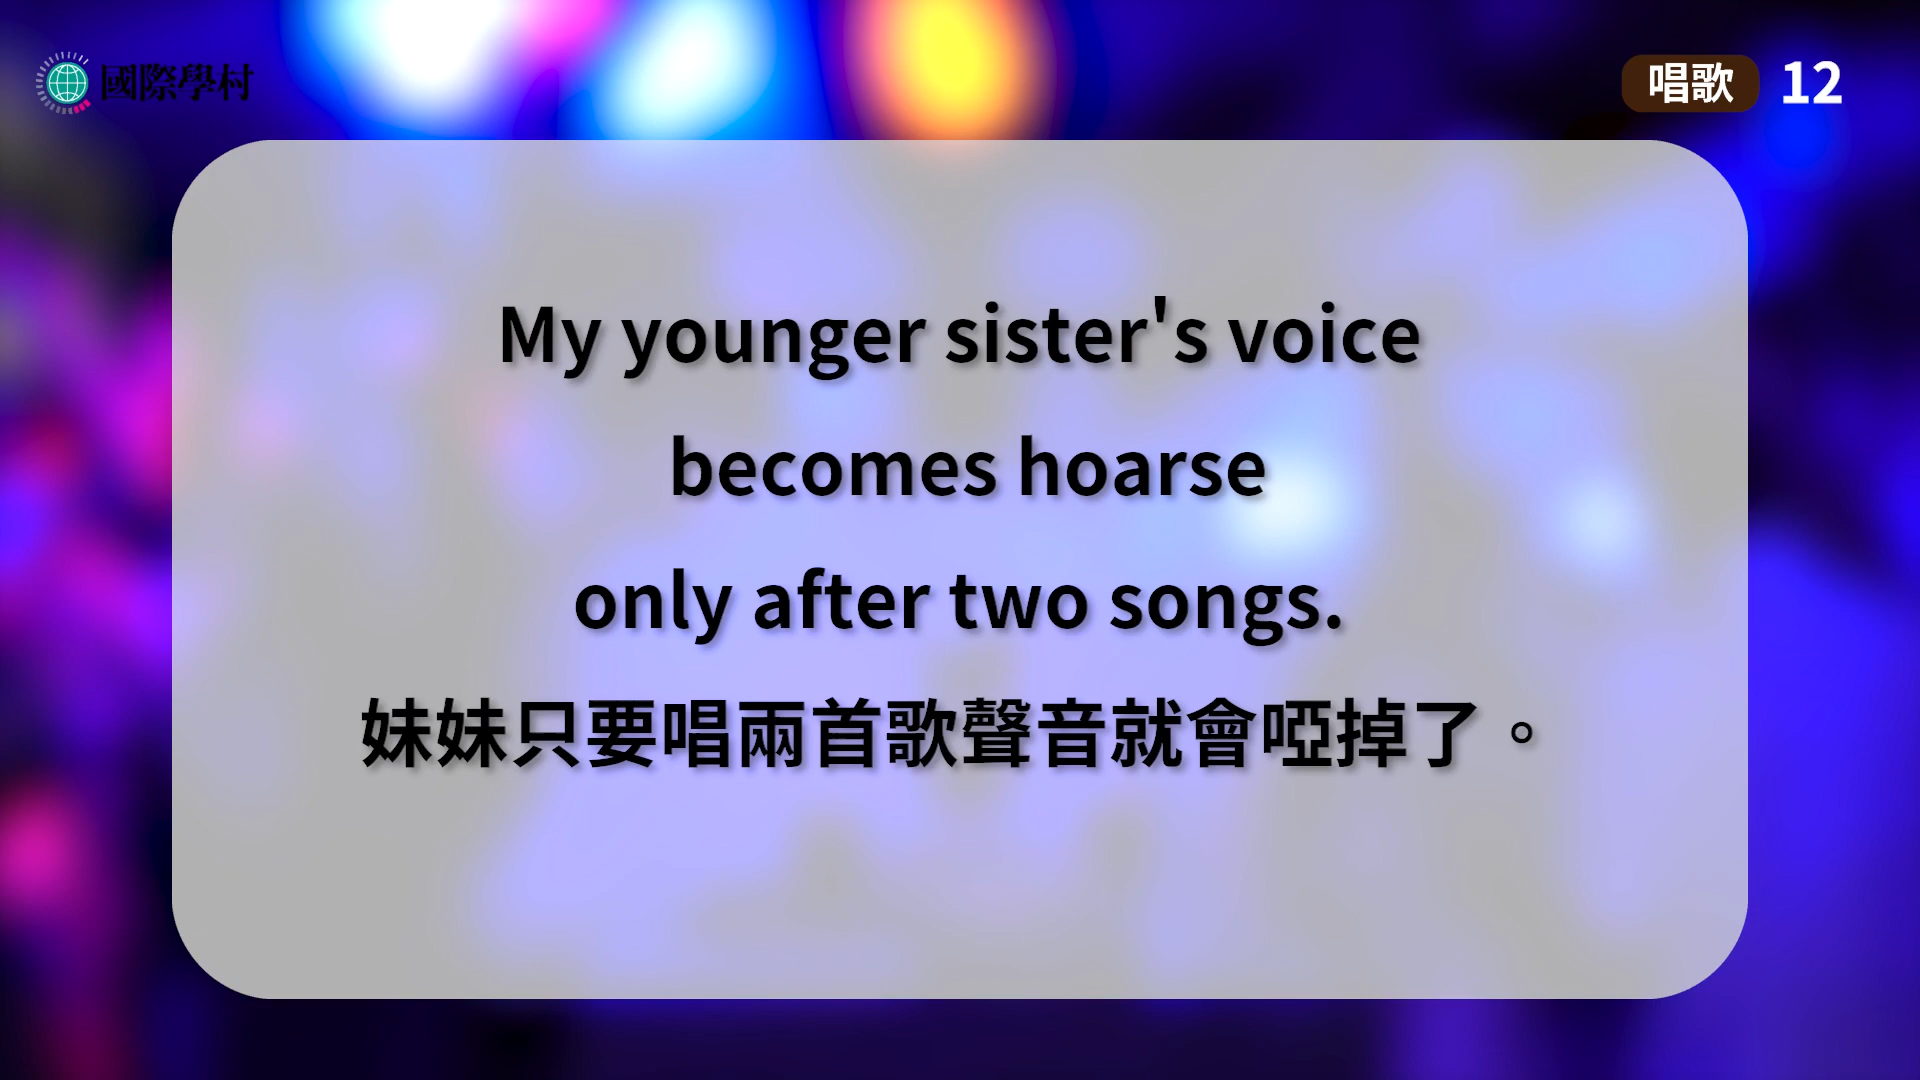 國際學村
唱歌 12
My younger sister's voice
becomes hoarse
only after two songs.
妹妹只要唱兩首歌聲音就會啞掉了。